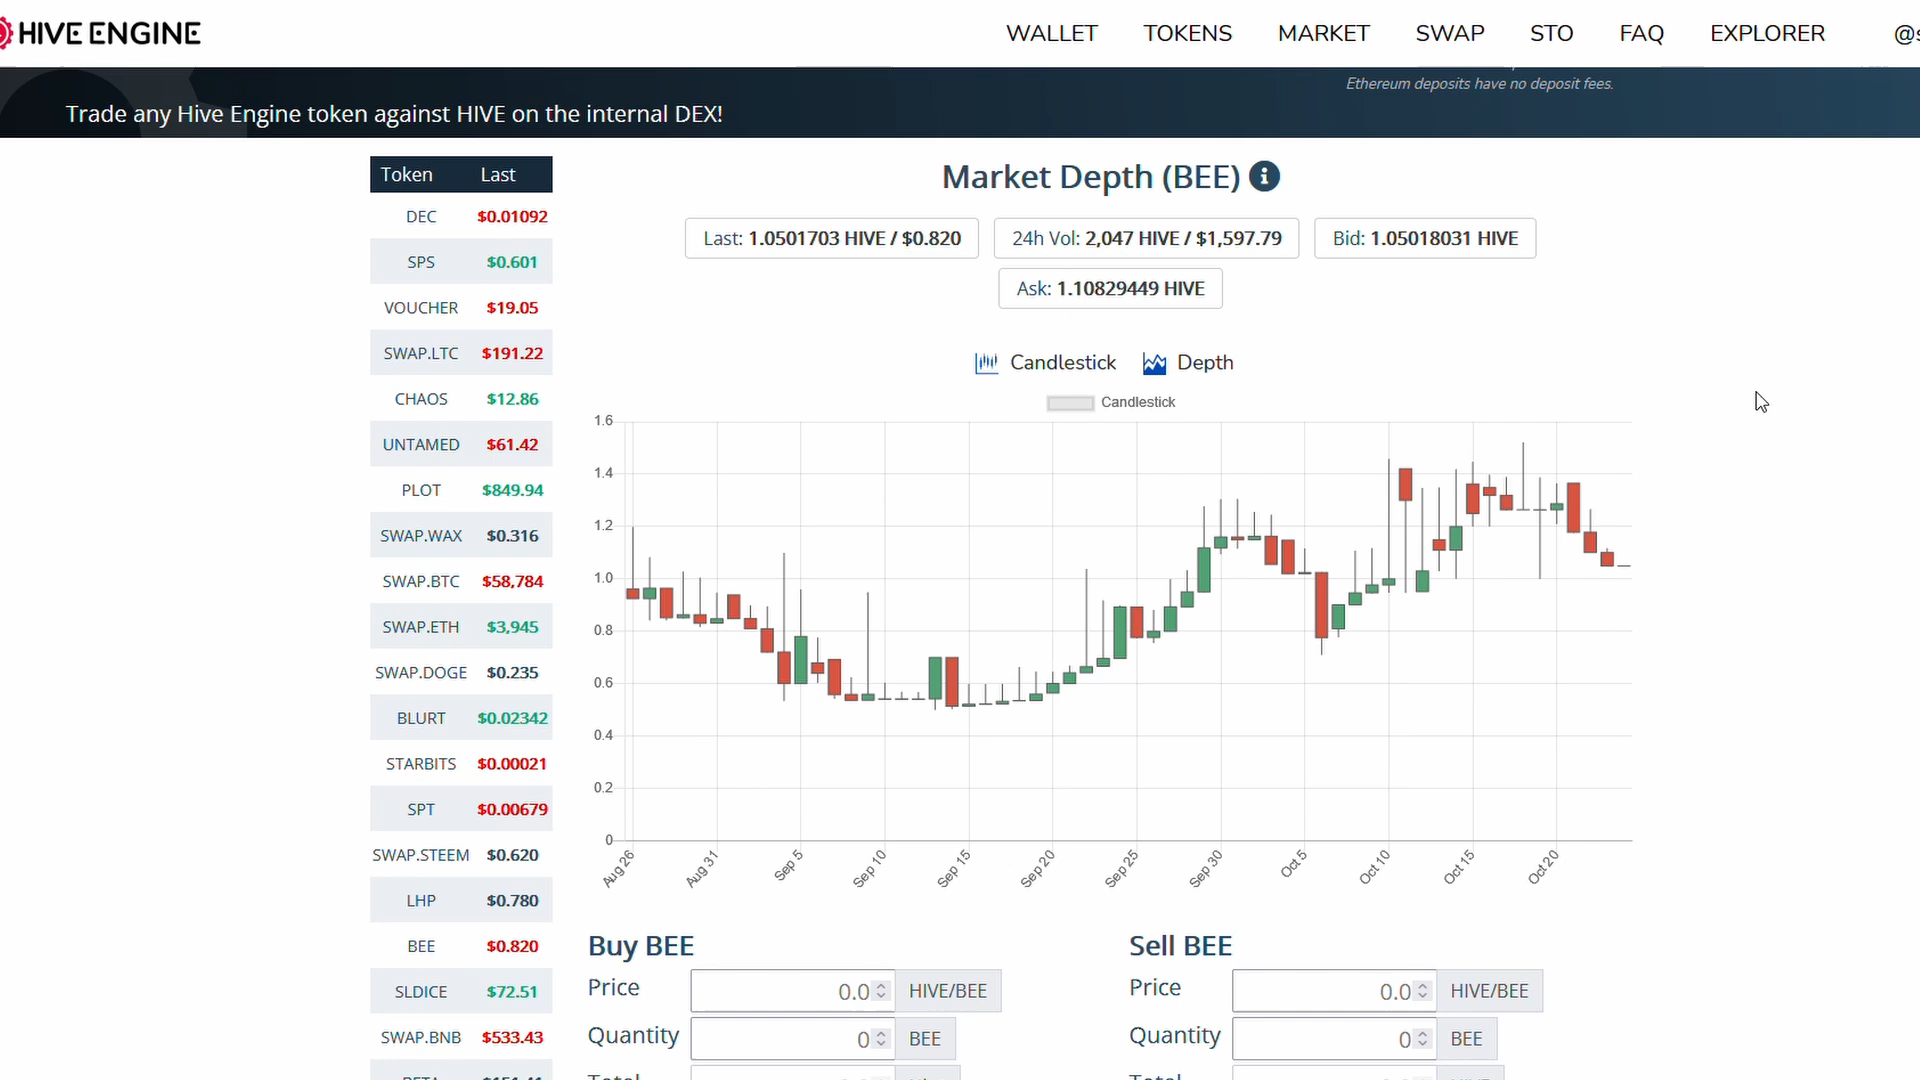 HIVE ENGINE
WALLET TOKENS MARKET SWAP STO FAQ EXPLORER
Ethereum deposits have no deposit fees.
Trade any Hive Engine token against HIVE on the internal DEX!
Token Last
DEC $0.01092
SPS $0.601
VOUCHER $19.05
SWAP.LTC $191.22
CHAOS $12.86
UNTAMED $61.42
PLOT $849.94
SWAP.WAX $0.316
SWAP.BTC $58,784
SWAP.ETH $3,945
SWAP.DOGE $0.235
BLURT $0.02342
STARBITS $0.00021
SPT $0.00679
SWAP.STEEM $0.620
LHP $0.780
BEE $0.820
SLDICE $72.51
SWAP.BNB $533.43
Market Depth (BEE)
Last: 1.0501703 HIVE / $0.820
24h Vol: 2,047 HIVE / $1,597.79
Bid: 1.05018031 HIVE
Ask: 1.10829449 HIVE
Candlestick Depth
Candlestick
1.6
1.4
1.2
1.0
0.8
0.6
0.4
0.2
0
Aug 26 Aug 31 Sep 5 Sep 10 Sep 15 Sep 20 Sep 25 Sep 30 Oct 5 Oct 10 Oct 15 Oct 20
Buy BEE
Price 0.0 HIVE/BEE
Quantity 0 BEE
Sell BEE
Price 0.0 HIVE/BEE
Quantity 0 BEE